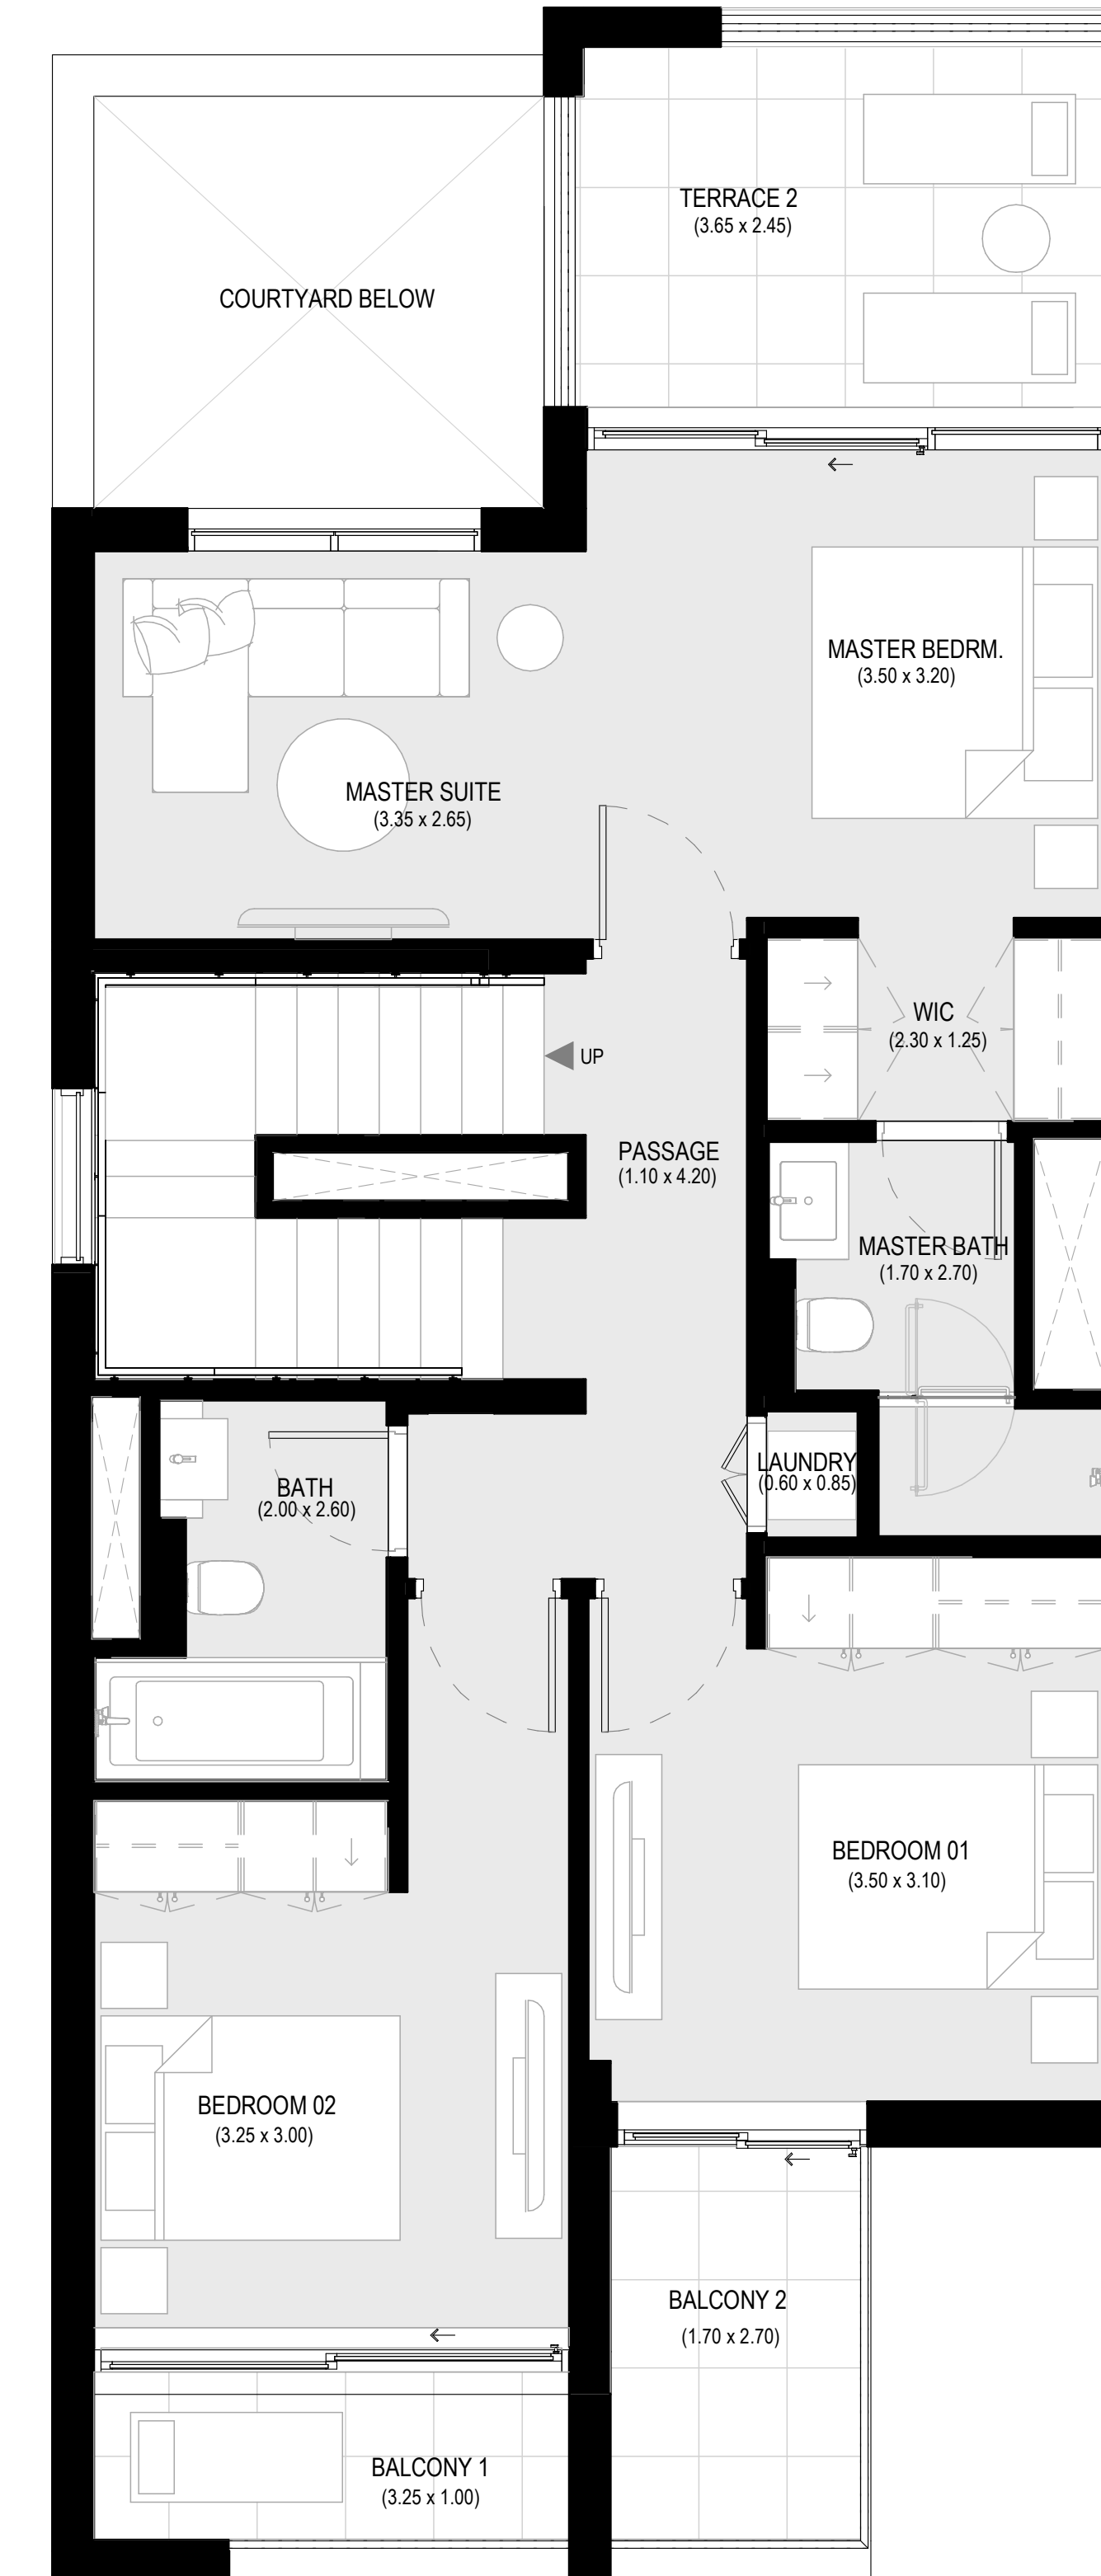 TERRACE 2
(3.65 x 2.45)
COURTYARD BELOW
MASTER BEDRM.
(3.50 x 3.20)
MASTER SUITE
(3.35 x 2.65)
WIC
(2.30 x 1.25)
UP
PASSAGE
(1.10 x 4.20)
MASTER BATH
(1.70 x 2.70)
LAUNDRY
(0.60 x 0.85)
BATH
(2.00 x 2.60)
BEDROOM 01
(3.50 x 3.10)
BEDROOM 02
(3.25 x 3.00)
BALCONY 2
(1.70 x 2.70)
BALCONY 1
(3.25 x 1.00)